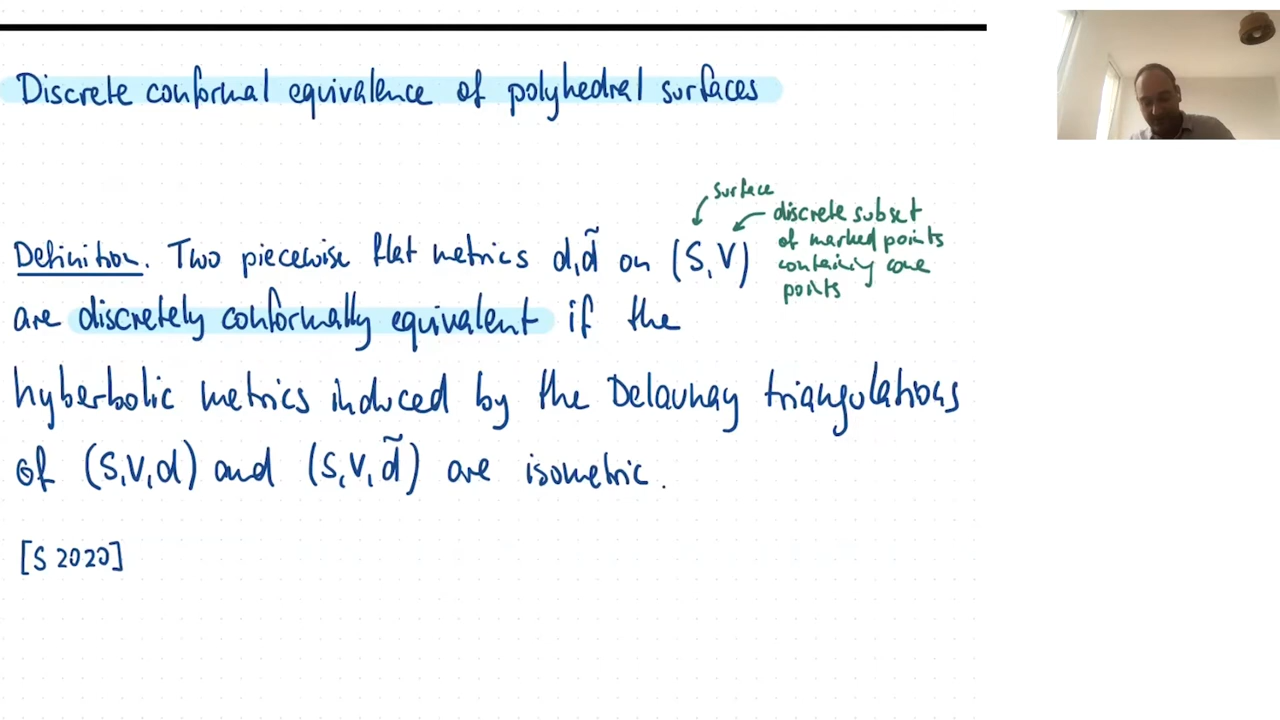 Discrete conformal equivalence of polyhedral surfaces
surface
discrete subset
of marked points
containing cone
points
Definition. Two piecewise flat metrics d, d̃ on (S, V)
are discretely conformally equivalent if the
hyberbolic metrics induced by the Delaunay triangulations
of (S, V, d) and (S, V, d̃) are isometric.
[S 2020]